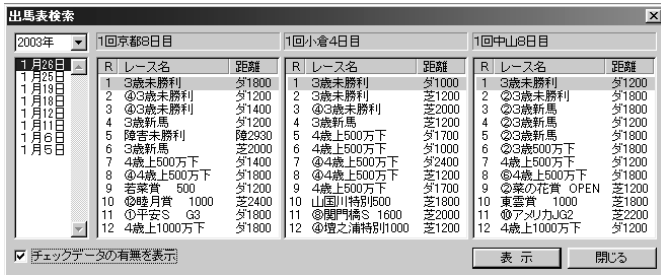 出馬表検索
2003年
1月26日
1月25日
1月19日
1月18日
1月12日
1月11日
1月6日
1月5日
1回京都8日目
R レース名 距離
1 3歳未勝利 ダ1800
2 ④3歳未勝利 ダ1200
3 ④3歳未勝利 ダ1400
4 3歳新馬 ダ1200
5 障害未勝利 障2930
6 3歳新馬 芝2000
7 4歳上500万下 ダ1400
8 ④4歳上500万下 ダ1800
9 若菜賞 500 芝1200
10 ⑫睦月賞 1000 芝2400
11 ①平安S G3 ダ1800
12 4歳上1000万下 ダ1800
1回小倉4日目
R レース名 距離
1 3歳未勝利 ダ1000
2 3歳未勝利 芝1200
3 ④3歳未勝利 芝2000
4 3歳新馬 芝1200
5 4歳上500万下 ダ1700
6 4歳上500万下 芝1200
7 ④4歳上500万下 ダ2400
8 4歳上500万下 芝1200
9 4歳上500万下 ダ1700
10 山国川特別500 芝1800
11 ⑧関門橋S 1600 芝2000
12 ④壇之浦特別1000 芝1200
1回中山8日目
R レース名 距離
1 3歳未勝利 ダ1200
2 ②3歳未勝利 ダ1800
3 ②3歳新馬 ダ1800
4 ②3歳新馬 ダ1200
5 ②3歳新馬 ダ1800
6 ②3歳500万下 ダ1800
7 4歳上500万下 ダ1200
8 ⑥4歳上500万下 ダ1800
9 ②菜の花賞 OPEN 芝1200
10 東雲賞 1000 ダ1800
11 ⑩アメリカJG2 芝2200
12 4歳上1000万下 ダ1200
チェックデータの有無を表示
表 示
閉じる